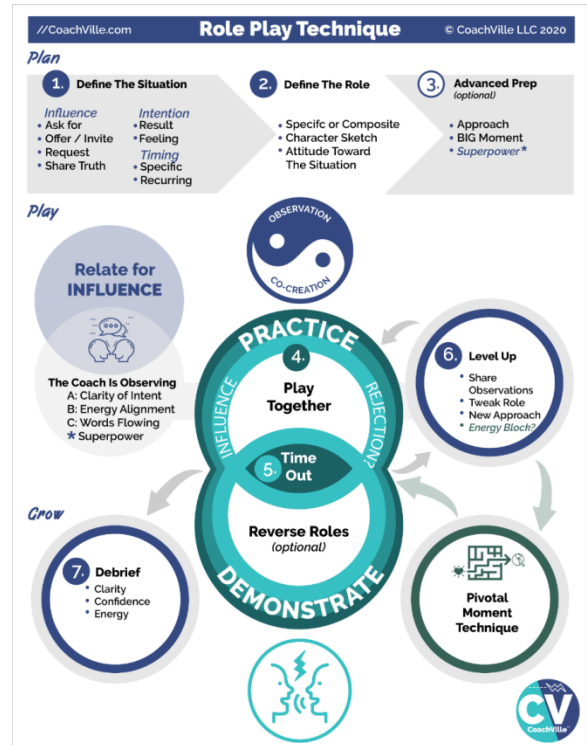 //CoachVille.com
Role Play Technique
© CoachVille LLC 2020
Plan
1. Define The Situation
Influence
• Ask for
• Offer / Invite
• Request
• Share Truth
Intention
• Result
• Feeling
Timing
• Specific
• Recurring
2. Define The Role
• Specifc or Composite
• Character Sketch
• Attitude Toward
The Situation
3. Advanced Prep
(optional)
• Approach
• BIG Moment
• Superpower*
Play
OBSERVATION
CO-CREATION
Relate for
INFLUENCE
The Coach Is Observing
A: Clarity of Intent
B: Energy Alignment
C: Words Flowing
* Superpower
PRACTICE
4.
Play
Together
INFLUENCE
REJECTION?
5. Time
Out
Reverse Roles
(optional)
DEMONSTRATE
6. Level Up
• Share
Observations
• Tweak Role
• New Approach
• Energy Block?
Grow
7. Debrief
• Clarity
• Confidence
• Energy
Pivotal
Moment
Technique
CV
CoachVille